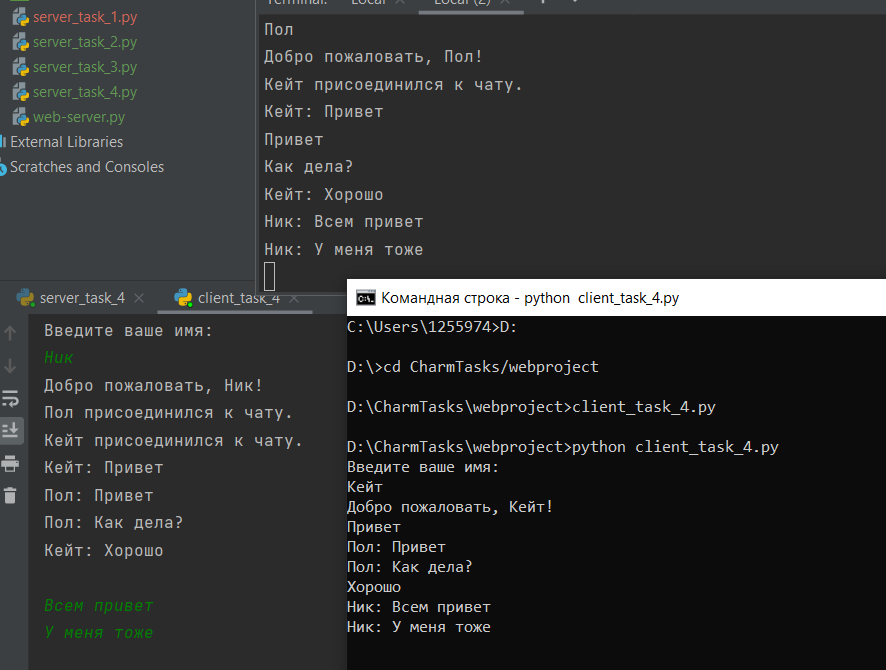 server_task_1.py
server_task_2.py
server_task_3.py
server_task_4.py
web-server.py
External Libraries
Scratches and Consoles
Terminal: Local Local (2)
Пол
Добро пожаловать, Пол!
Кейт присоединился к чату.
Кейт: Привет
Привет
Как дела?
Кейт: Хорошо
Ник: Всем привет
Ник: У меня тоже
server_task_4 client_task_4
Введите ваше имя:
Ник
Добро пожаловать, Ник!
Пол присоединился к чату.
Кейт присоединился к чату.
Кейт: Привет
Пол: Привет
Пол: Как дела?
Кейт: Хорошо
Всем привет
У меня тоже
Командная строка - python client_task_4.py
C:\Users\1255974>D:
D:\>cd CharmTasks/webproject
D:\CharmTasks\webproject>client_task_4.py
D:\CharmTasks\webproject>python client_task_4.py
Введите ваше имя:
Кейт
Добро пожаловать, Кейт!
Привет
Пол: Привет
Пол: Как дела?
Хорошо
Ник: Всем привет
Ник: У меня тоже